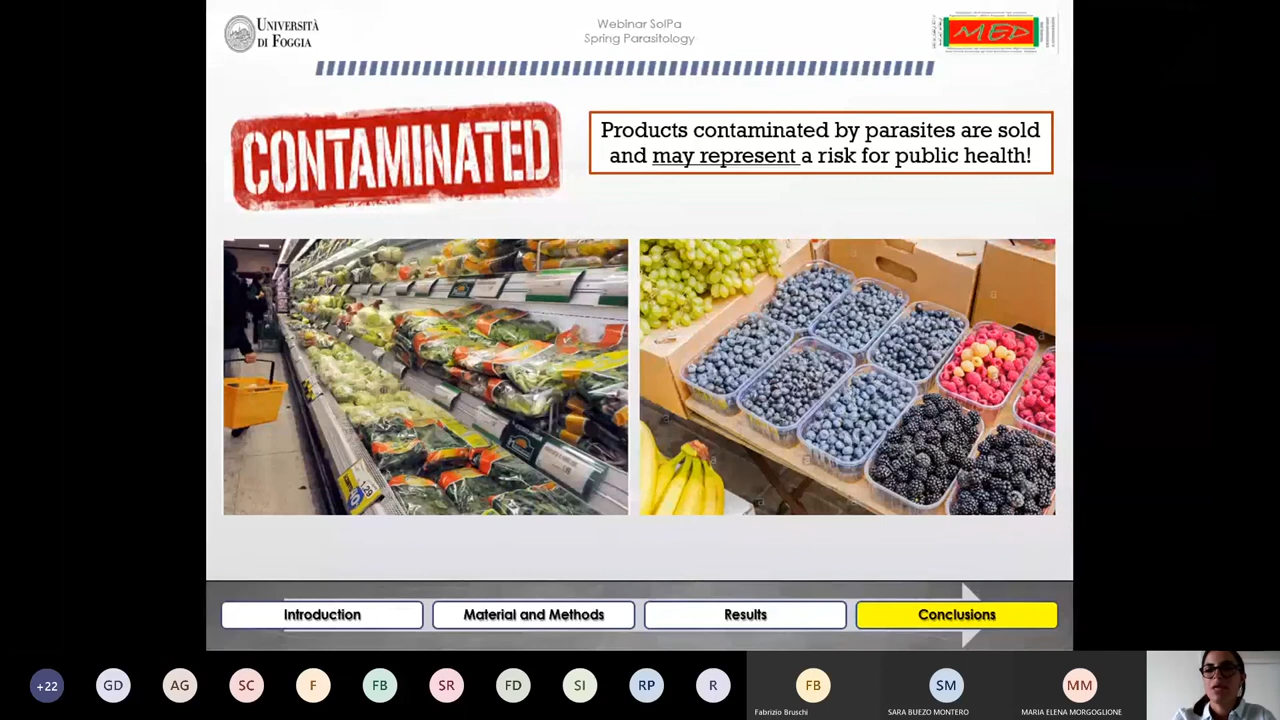 UNIVERSITÀ
DI FOGGIA
Webinar SoIPa
Spring Parasitology
MED
CONTAMINATED
Products contaminated by parasites are sold
and may represent a risk for public health!
Introduction
Material and Methods
Results
Conclusions
+22
GD
AG
SC
F
FB
SR
FD
SI
RP
R
FB
SM
MM
Fabrizio Bruschi
SARA BUEZO MONTERO
MARIA ELENA MORGOGLIONE